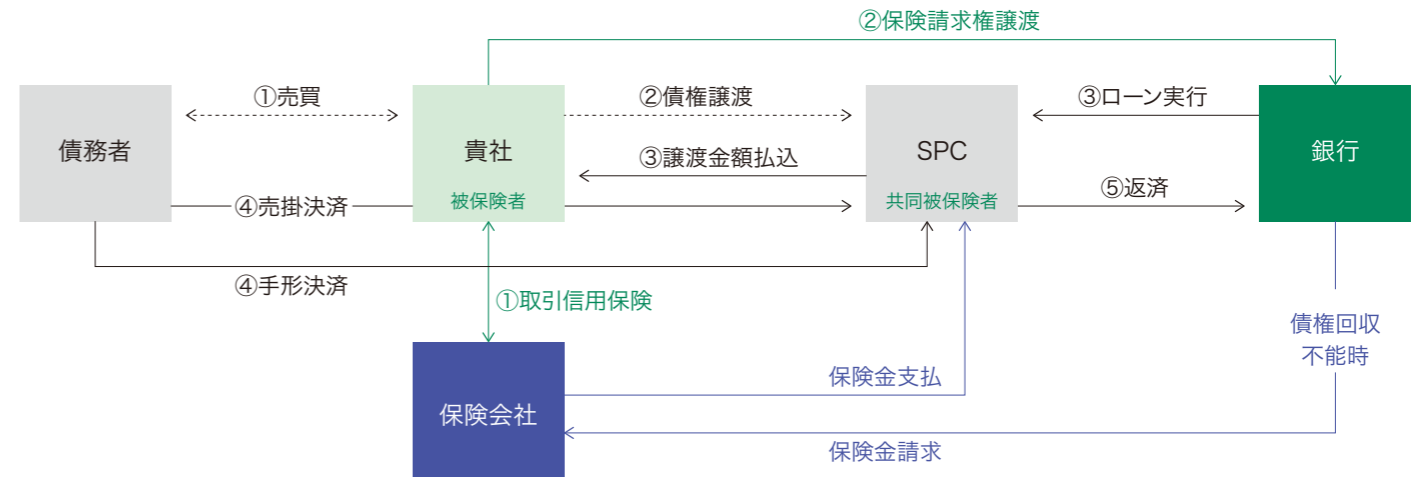 ②保険請求権譲渡
①売買
②債権譲渡
③ローン実行
債務者
貴社
SPC
銀行
③譲渡金額払込
被保険者
共同被保険者
④売掛決済
⑤返済
④手形決済
①取引信用保険
債権回収
不能時
保険金支払
保険会社
保険金請求